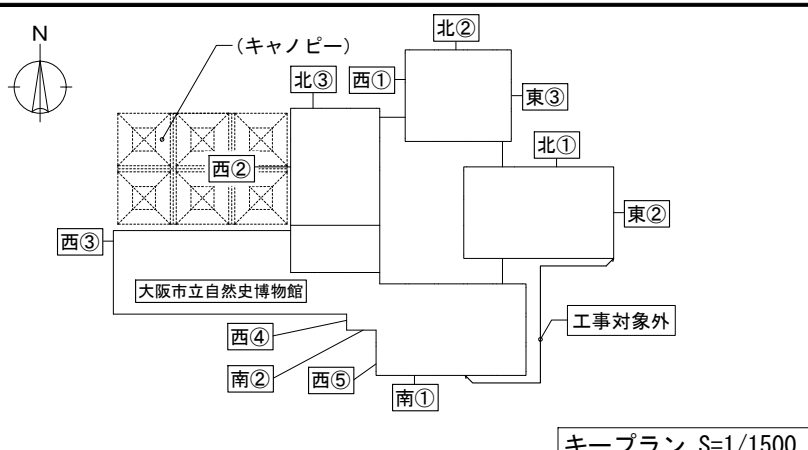 N
(キャノピー)
北②
北③
西①
東③
北①
西②
東②
西③
大阪市立自然史博物館
工事対象外
西④
南②
西⑤
南①
キープラン S=1/1500